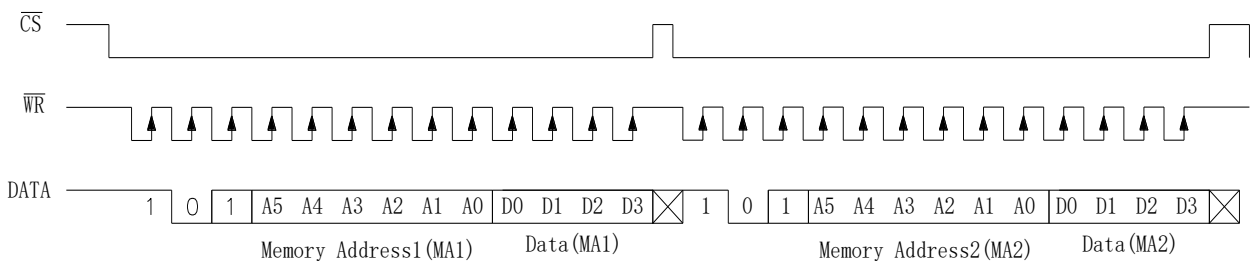 CS
WR
DATA 1 0 1 A5 A4 A3 A2 A1 A0 D0 D1 D2 D3 1 0 1 A5 A4 A3 A2 A1 A0 D0 D1 D2 D3
Memory Address1(MA1) Data(MA1) Memory Address2(MA2) Data(MA2)